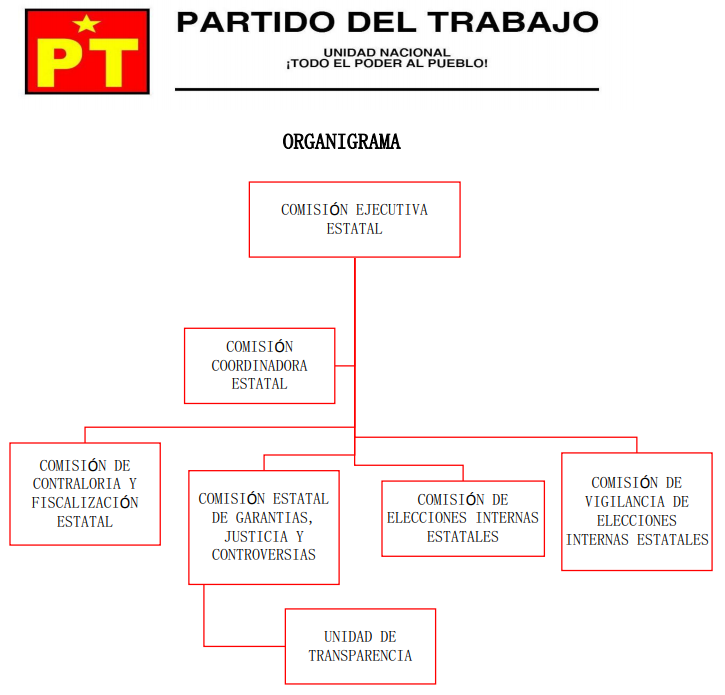 PT
PARTIDO DEL TRABAJO
UNIDAD NACIONAL
¡TODO EL PODER AL PUEBLO!
ORGANIGRAMA
COMISIÓN EJECUTIVA
ESTATAL
COMISIÓN
COORDINADORA
ESTATAL
COMISIÓN DE
CONTRALORIA Y
FISCALIZACIÓN
ESTATAL
COMISIÓN ESTATAL
DE GARANTIAS,
JUSTICIA Y
CONTROVERSIAS
COMISIÓN DE
ELECCIONES INTERNAS
ESTATALES
COMISIÓN DE
VIGILANCIA DE
ELECCIONES
INTERNAS ESTATALES
UNIDAD DE
TRANSPARENCIA